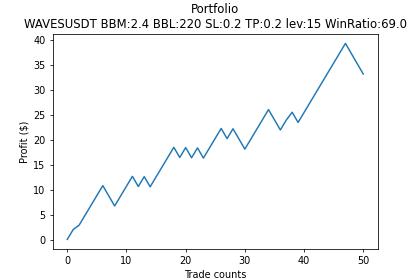 Portfolio
WAVESUSDT BBM:2.4 BBL:220 SL:0.2 TP:0.2 lev:15 WinRatio:69.0
40
35
30
25
20
15
10
5
0
Profit ($)
0 10 20 30 40 50
Trade counts